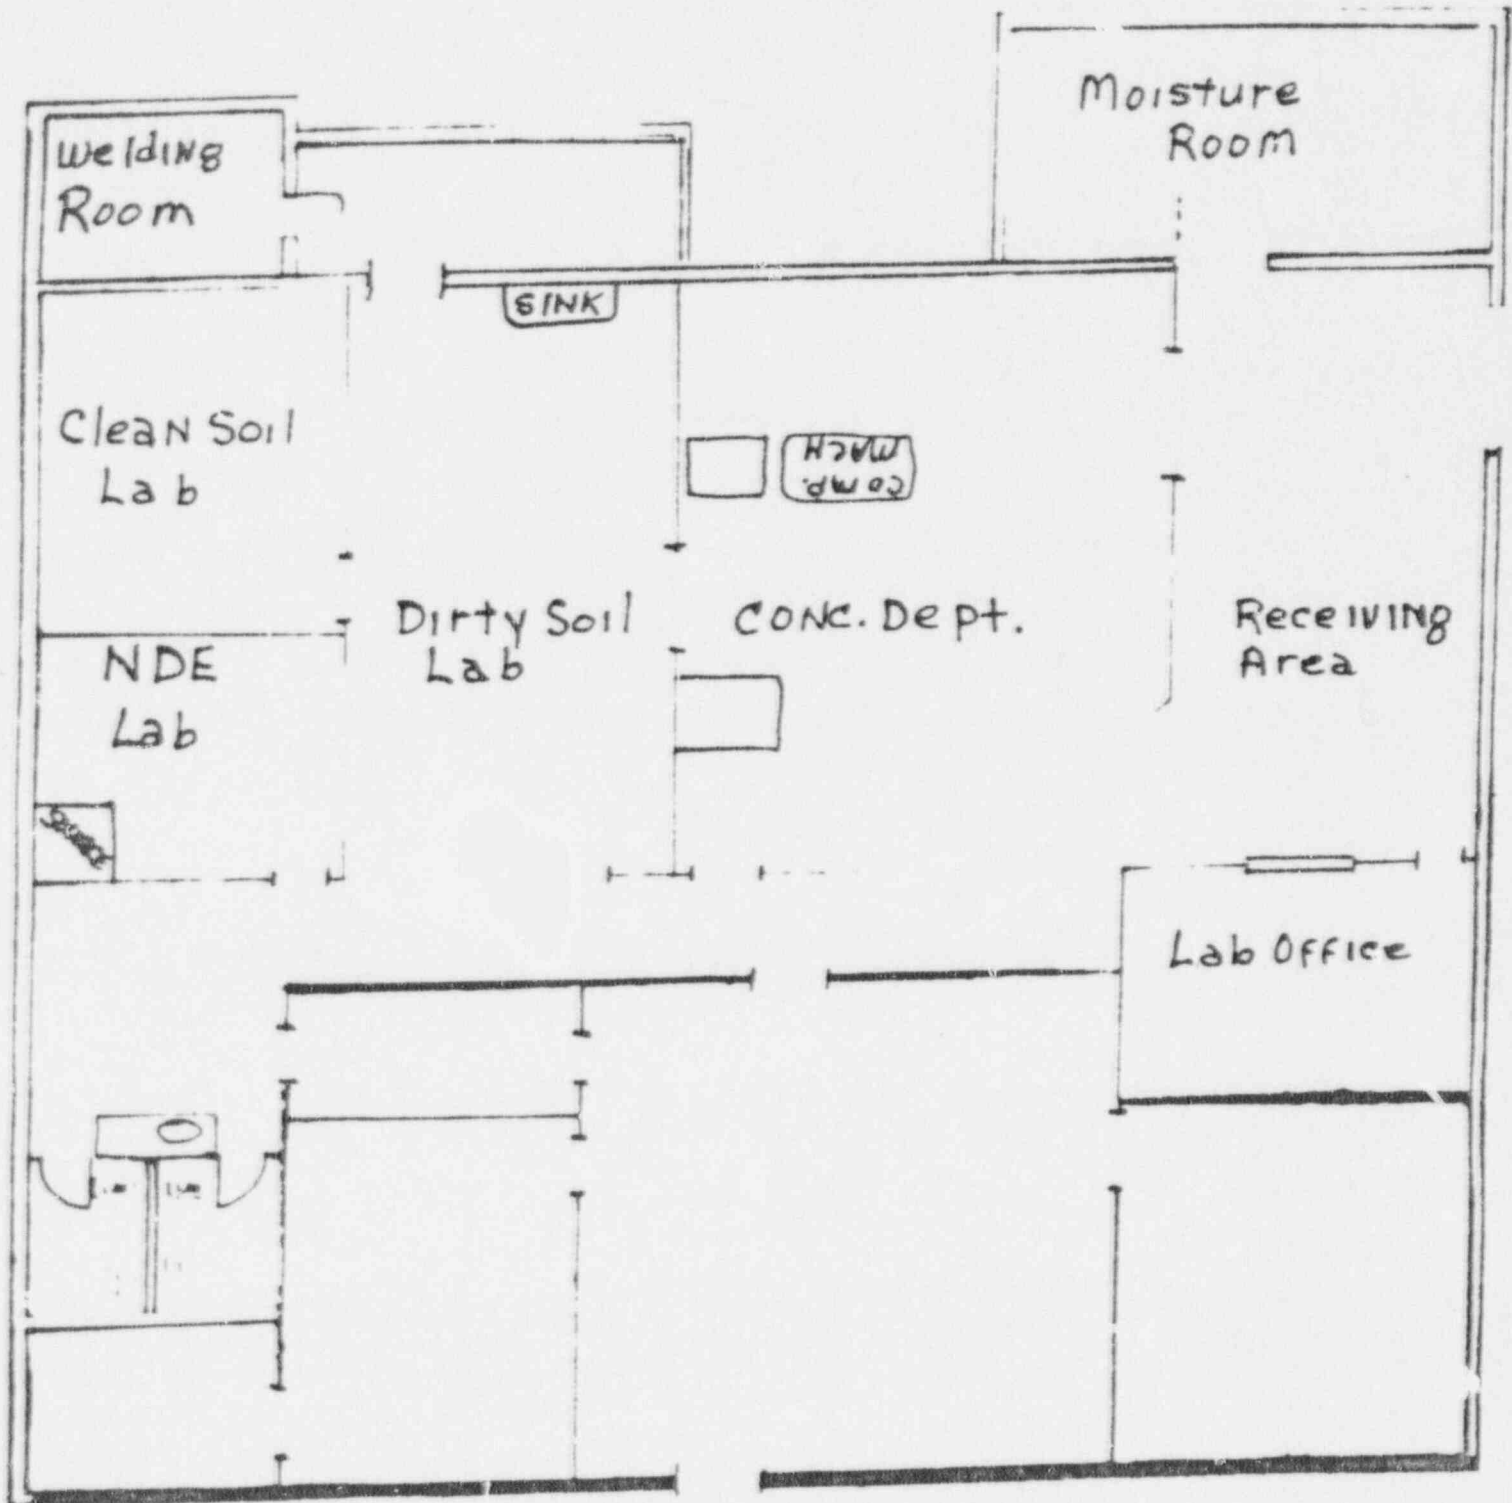 Moisture
Room
Welding
Room
SINK
Clean Soil
Lab
COMP.
MACH
Dirty Soil
Lab
CONC. Dept.
Receiving
Area
NDE
Lab
Lab Office